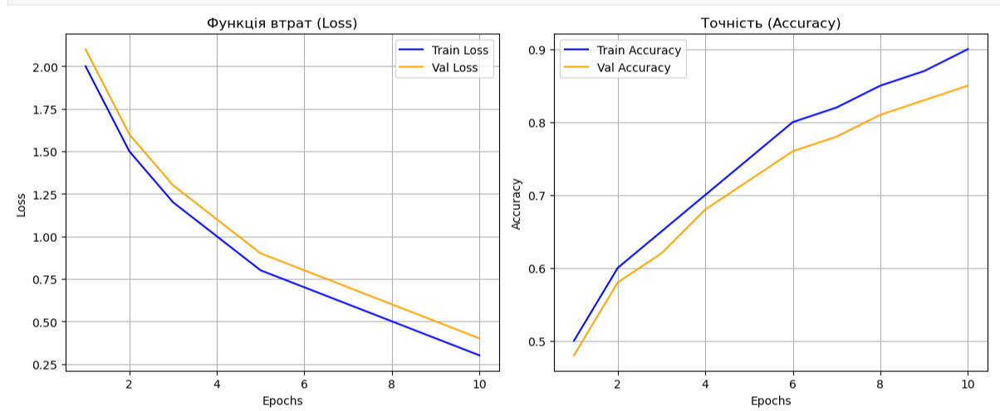 Функція втрат (Loss)
Train Loss
Val Loss
2.00
1.75
1.50
1.25
1.00
0.75
0.50
0.25
Loss
2
4
6
8
10
Epochs
Точність (Accuracy)
Train Accuracy
Val Accuracy
0.9
0.8
0.7
0.6
0.5
Accuracy
2
4
6
8
10
Epochs